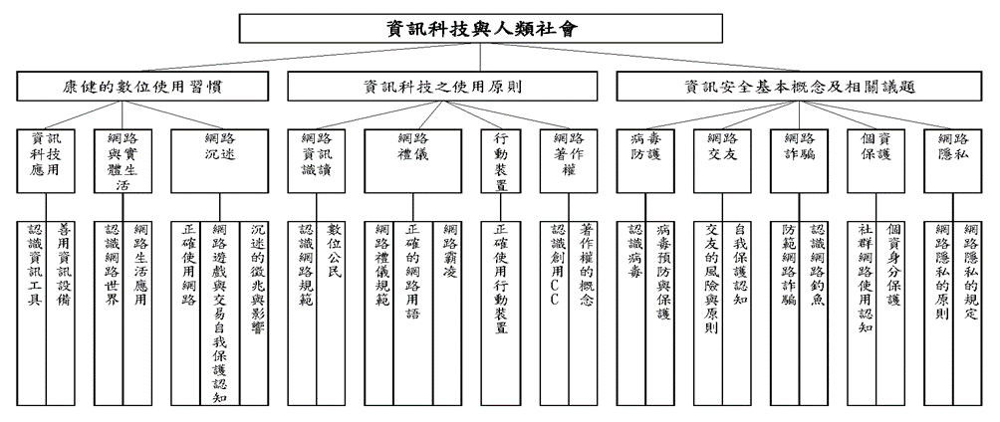 資訊科技與人類社會
康健的數位使用習慣
資訊科技之使用原則
資訊安全基本概念及相關議題
資訊
科技
應用
網路
與實
體生
活
網路
沉迷
網路
資訊
識讀
網路
禮儀
行
動
裝
置
網路
著作
權
病毒
防護
網路
交友
網路
詐騙
個資
保護
網路
隱私
認識資訊工具
善用資訊設備
認識網路世界
網路生活應用
正確使用網路
網路遊戲與交易自我保護認知
沉迷的徵兆與影響
認識網路規範
數位公民
網路禮儀規範
正確的網路用語
網路霸凌
正確使用行動裝置
認識創用CC
著作權的概念
認識病毒
病毒預防與保護
交友的風險與原則
自我保護認知
防範網路詐騙
認識網路釣魚
社群網路使用認知
個資身分保護
網路隱私的原則
網路隱私的規定